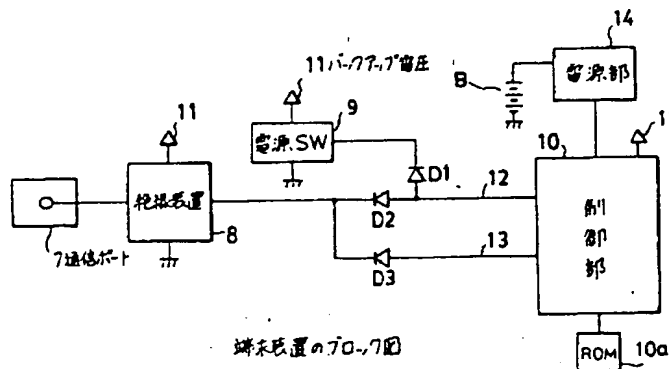 14
11バックアップ電圧
電源部
B
9
11
電源SW
10
1
D1
12
絶縁装置
制
御
部
D2
8
13
7通信ポート
D3
端末装置のブロック図
ROM
10a